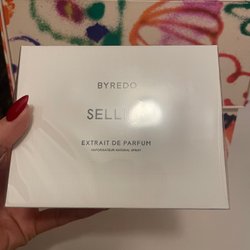 BYREDO
EXTRAIT DE PARFUM
VAPORISATEUR NATURAL SPRAY